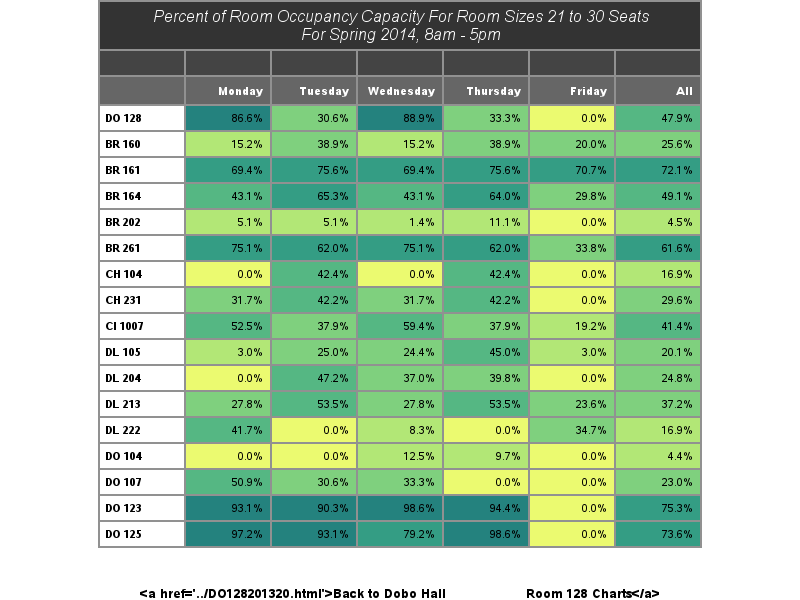 Percent of Room Occupancy Capacity For Room Sizes 21 to 30 Seats
For Spring 2014, 8am - 5pm
Monday Tuesday Wednesday Thursday Friday All
DO 128 86.6% 30.6% 88.9% 33.3% 0.0% 47.9%
BR 160 15.2% 38.9% 15.2% 38.9% 20.0% 25.6%
BR 161 69.4% 75.6% 69.4% 75.6% 70.7% 72.1%
BR 164 43.1% 65.3% 43.1% 64.0% 29.8% 49.1%
BR 202 5.1% 5.1% 1.4% 11.1% 0.0% 4.5%
BR 261 75.1% 62.0% 75.1% 62.0% 33.8% 61.6%
CH 104 0.0% 42.4% 0.0% 42.4% 0.0% 16.9%
CH 231 31.7% 42.2% 31.7% 42.2% 0.0% 29.6%
CI 1007 52.5% 37.9% 59.4% 37.9% 19.2% 41.4%
DL 105 3.0% 25.0% 24.4% 45.0% 3.0% 20.1%
DL 204 0.0% 47.2% 37.0% 39.8% 0.0% 24.8%
DL 213 27.8% 53.5% 27.8% 53.5% 23.6% 37.2%
DL 222 41.7% 0.0% 8.3% 0.0% 34.7% 16.9%
DO 104 0.0% 0.0% 12.5% 9.7% 0.0% 4.4%
DO 107 50.9% 30.6% 33.3% 0.0% 0.0% 23.0%
DO 123 93.1% 90.3% 98.6% 94.4% 0.0% 75.3%
DO 125 97.2% 93.1% 79.2% 98.6% 0.0% 73.6%
<a href='../DO128201320.html'>Back to Dobo Hall Room 128 Charts</a>